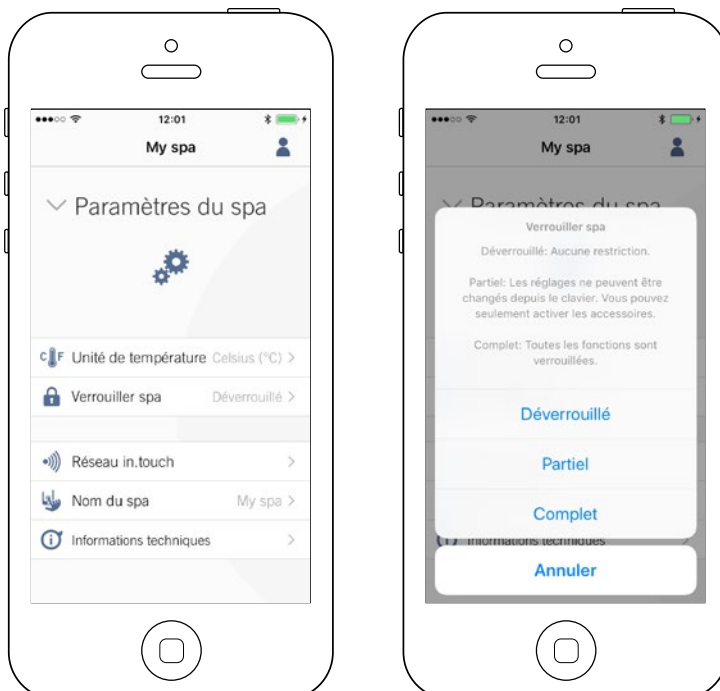 12:01
My spa
Paramètres du spa
C F Unité de température Celsius (°C) >
Verrouiller spa Déverrouillé >
Réseau in.touch >
Nom du spa My spa >
Informations techniques >
12:01
My spa
Paramètres du spa
Verrouiller spa
Déverrouillé: Aucune restriction.
Partiel: Les réglages ne peuvent être
changés depuis le clavier. Vous pouvez
seulement activer les accessoires.
Complet: Toutes les fonctions sont
verrouillées.
Déverrouillé
Partiel
Complet
Informations techniques
Annuler